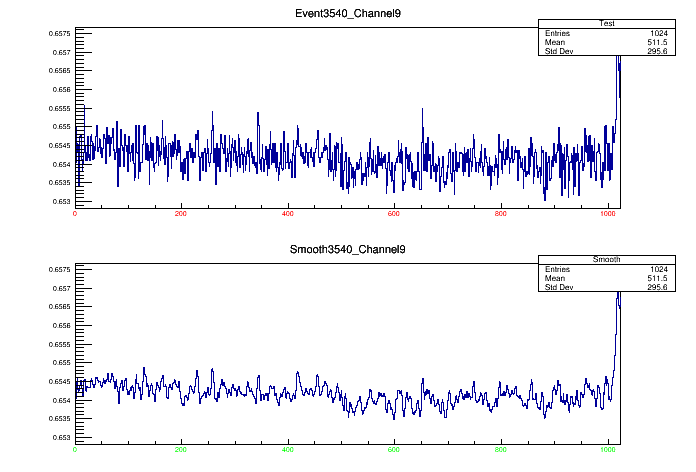 Event3540_Channel9
Test
Entries 1024
Mean 511.5
Std Dev 295.6
0.6575
0.657
0.6565
0.656
0.6555
0.655
0.6545
0.654
0.6535
0.653
0 200 400 600 800 1000
Smooth3540_Channel9
Smooth
Entries 1024
Mean 511.5
Std Dev 295.6
0.6575
0.657
0.6565
0.656
0.6555
0.655
0.6545
0.654
0.6535
0.653
0 200 400 600 800 1000